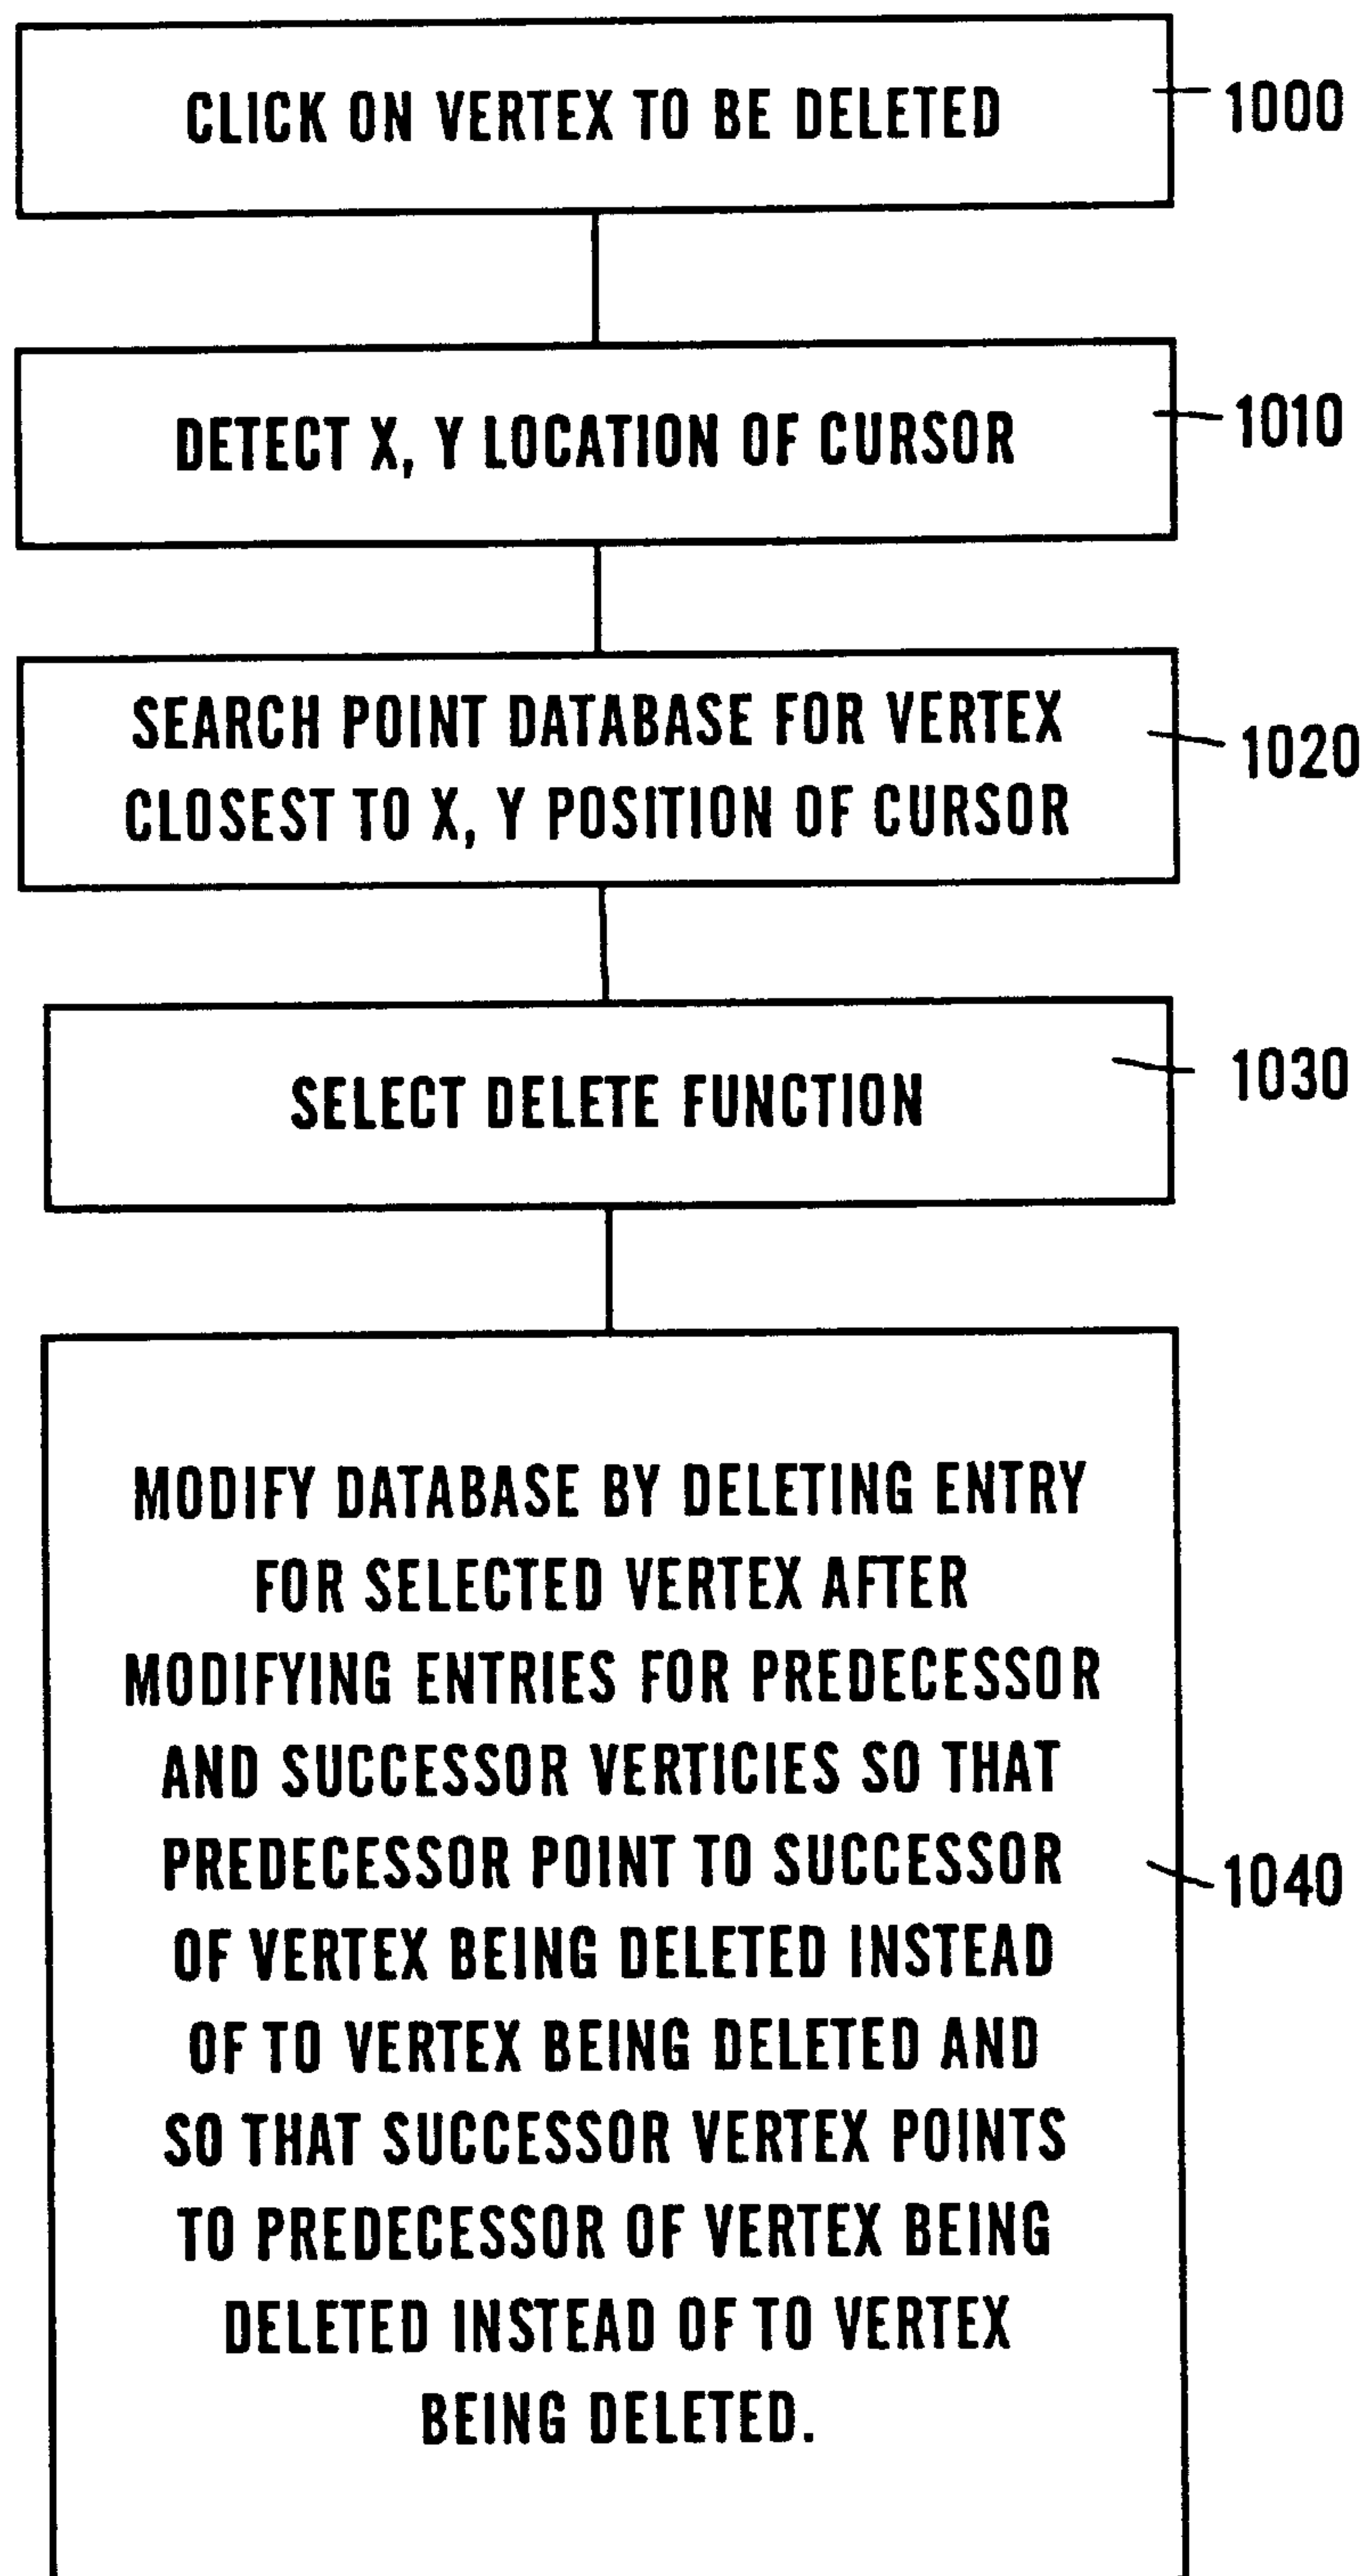 CLICK ON VERTEX TO BE DELETED
1000
DETECT X, Y LOCATION OF CURSOR
1010
SEARCH POINT DATABASE FOR VERTEX
CLOSEST TO X, Y POSITION OF CURSOR
1020
SELECT DELETE FUNCTION
1030
MODIFY DATABASE BY DELETING ENTRY
FOR SELECTED VERTEX AFTER
MODIFYING ENTRIES FOR PREDECESSOR
AND SUCCESSOR VERTICIES SO THAT
PREDECESSOR POINT TO SUCCESSOR
OF VERTEX BEING DELETED INSTEAD
OF TO VERTEX BEING DELETED AND
SO THAT SUCCESSOR VERTEX POINTS
TO PREDECESSOR OF VERTEX BEING
DELETED INSTEAD OF TO VERTEX
BEING DELETED.
1040